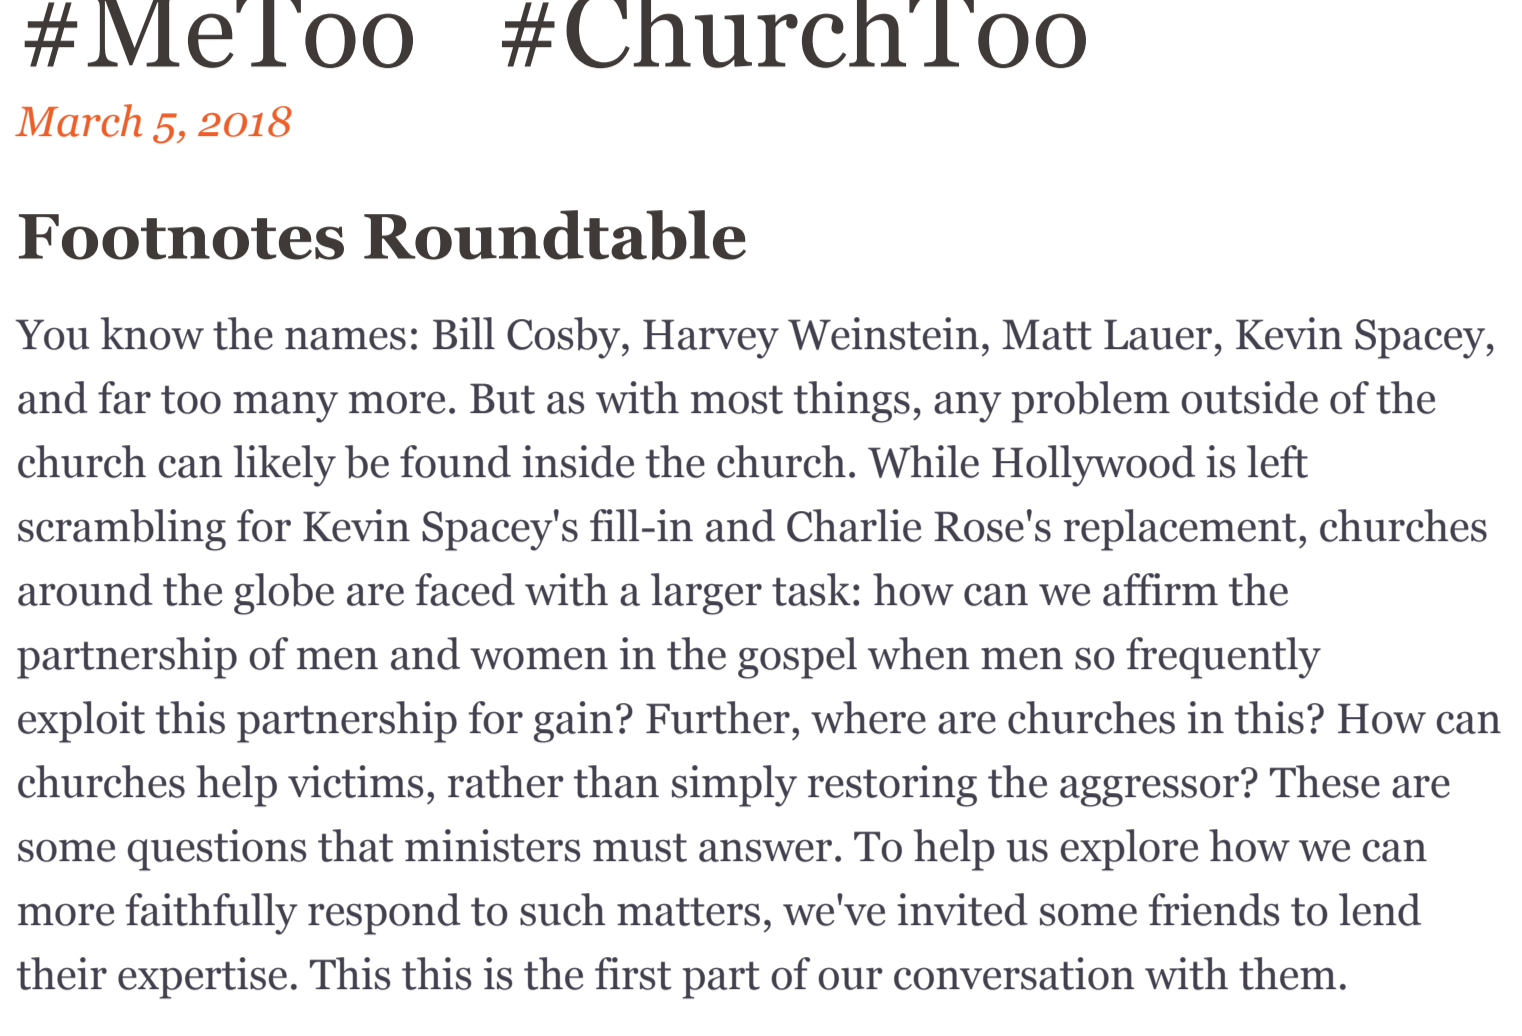 #MeToo #ChurchToo
March 5, 2018
Footnotes Roundtable
You know the names: Bill Cosby, Harvey Weinstein, Matt Lauer, Kevin Spacey,
and far too many more. But as with most things, any problem outside of the
church can likely be found inside the church. While Hollywood is left
scrambling for Kevin Spacey's fill-in and Charlie Rose's replacement, churches
around the globe are faced with a larger task: how can we affirm the
partnership of men and women in the gospel when men so frequently
exploit this partnership for gain? Further, where are churches in this? How can
churches help victims, rather than simply restoring the aggressor? These are
some questions that ministers must answer. To help us explore how we can
more faithfully respond to such matters, we've invited some friends to lend
their expertise. This this is the first part of our conversation with them.